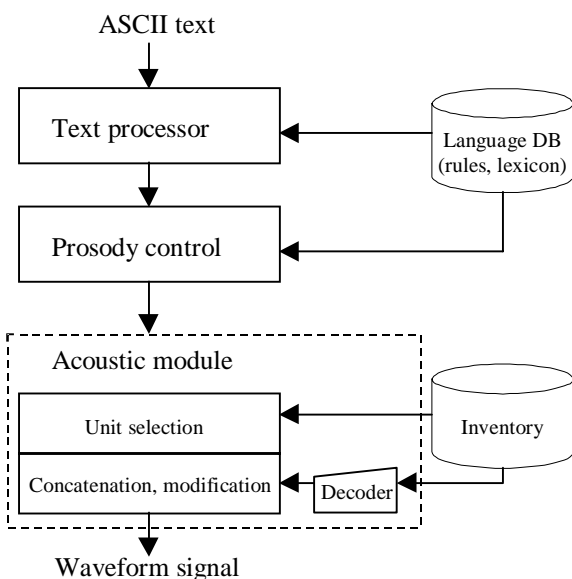 ASCII text
Text processor
Language DB
(rules, lexicon)
Prosody control
Acoustic module
Unit selection
Inventory
Concatenation, modification
Decoder
Waveform signal